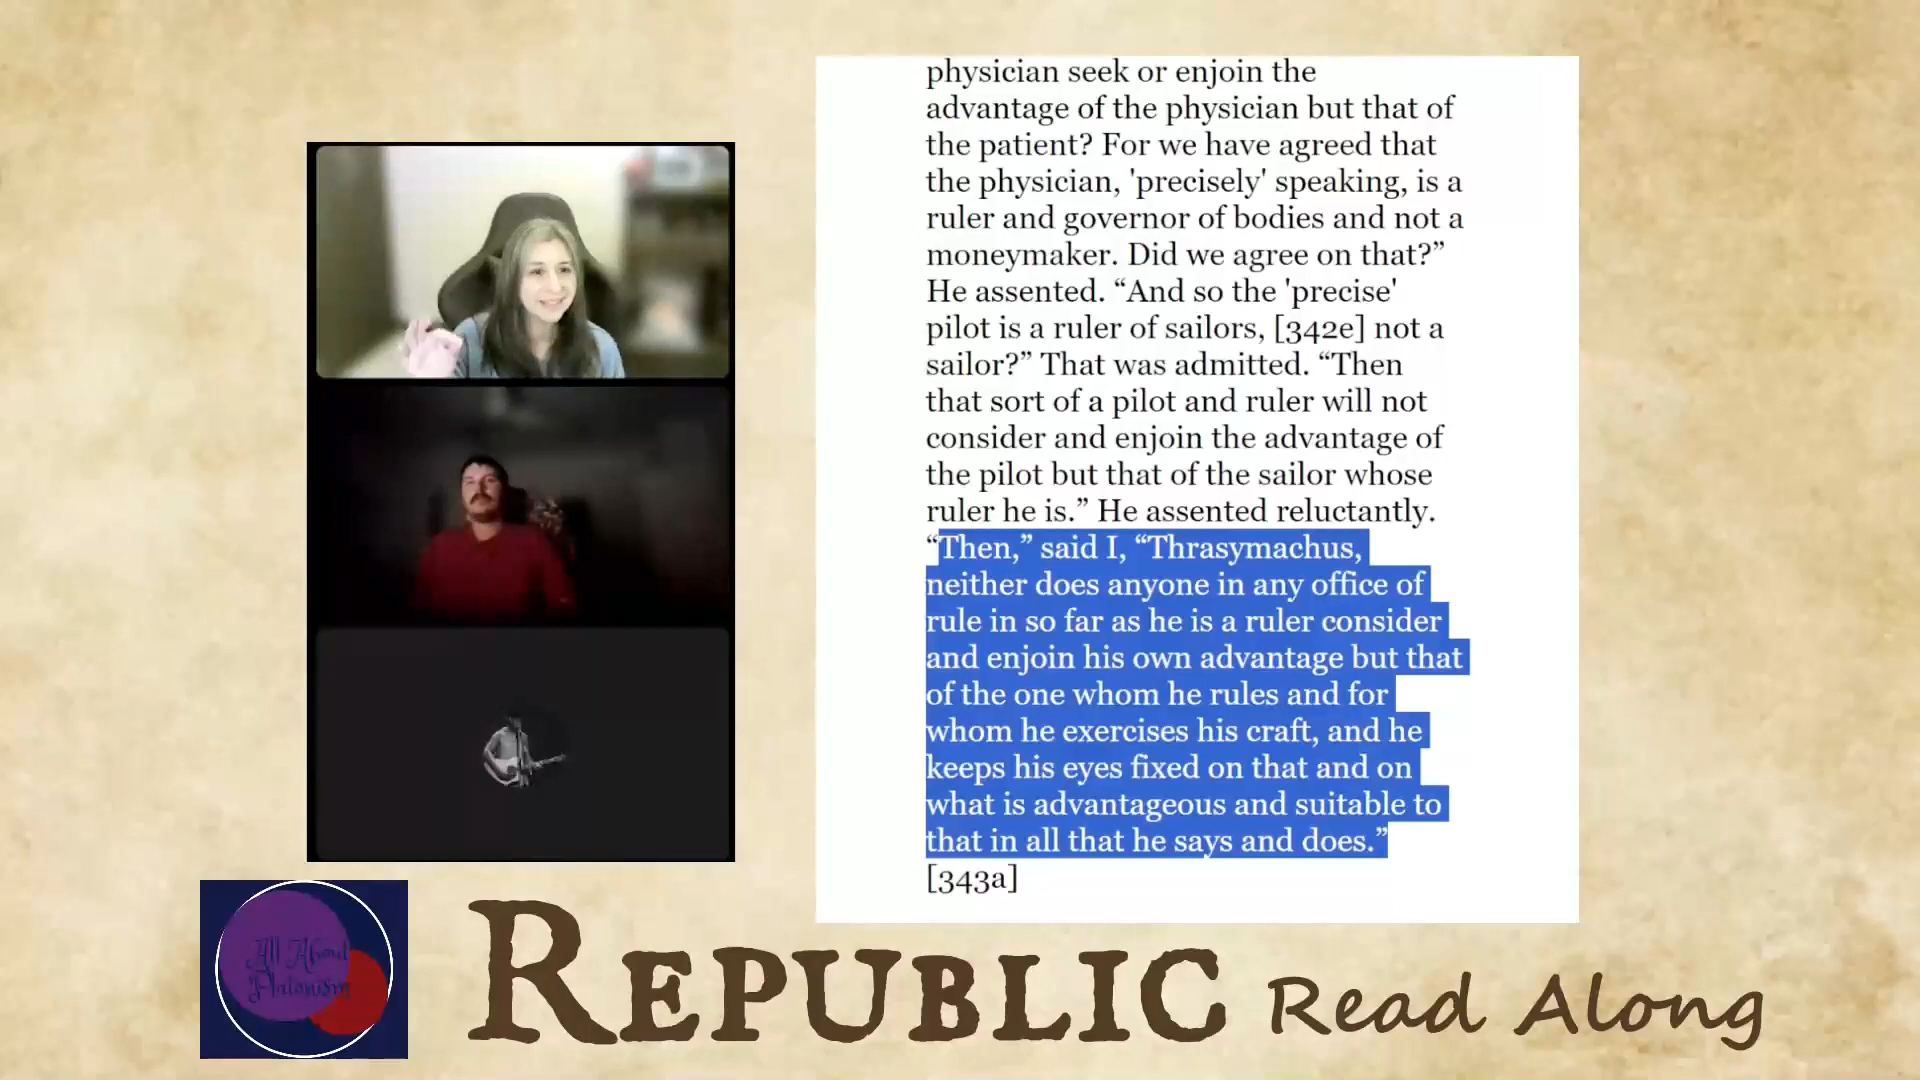 physician seek or enjoin the
advantage of the physician but that of
the patient? For we have agreed that
the physician, 'precisely' speaking, is a
ruler and governor of bodies and not a
moneymaker. Did we agree on that?”
He assented. “And so the 'precise'
pilot is a ruler of sailors, [342e] not a
sailor?” That was admitted. “Then
that sort of a pilot and ruler will not
consider and enjoin the advantage of
the pilot but that of the sailor whose
ruler he is.” He assented reluctantly.
“Then,” said I, “Thrasymachus,
neither does anyone in any office of
rule in so far as he is a ruler consider
and enjoin his own advantage but that
of the one whom he rules and for
whom he exercises his craft, and he
keeps his eyes fixed on that and on
what is advantageous and suitable to
that in all that he says and does.”
[343a]
All About
Platonism
REPUBLIC Read Along